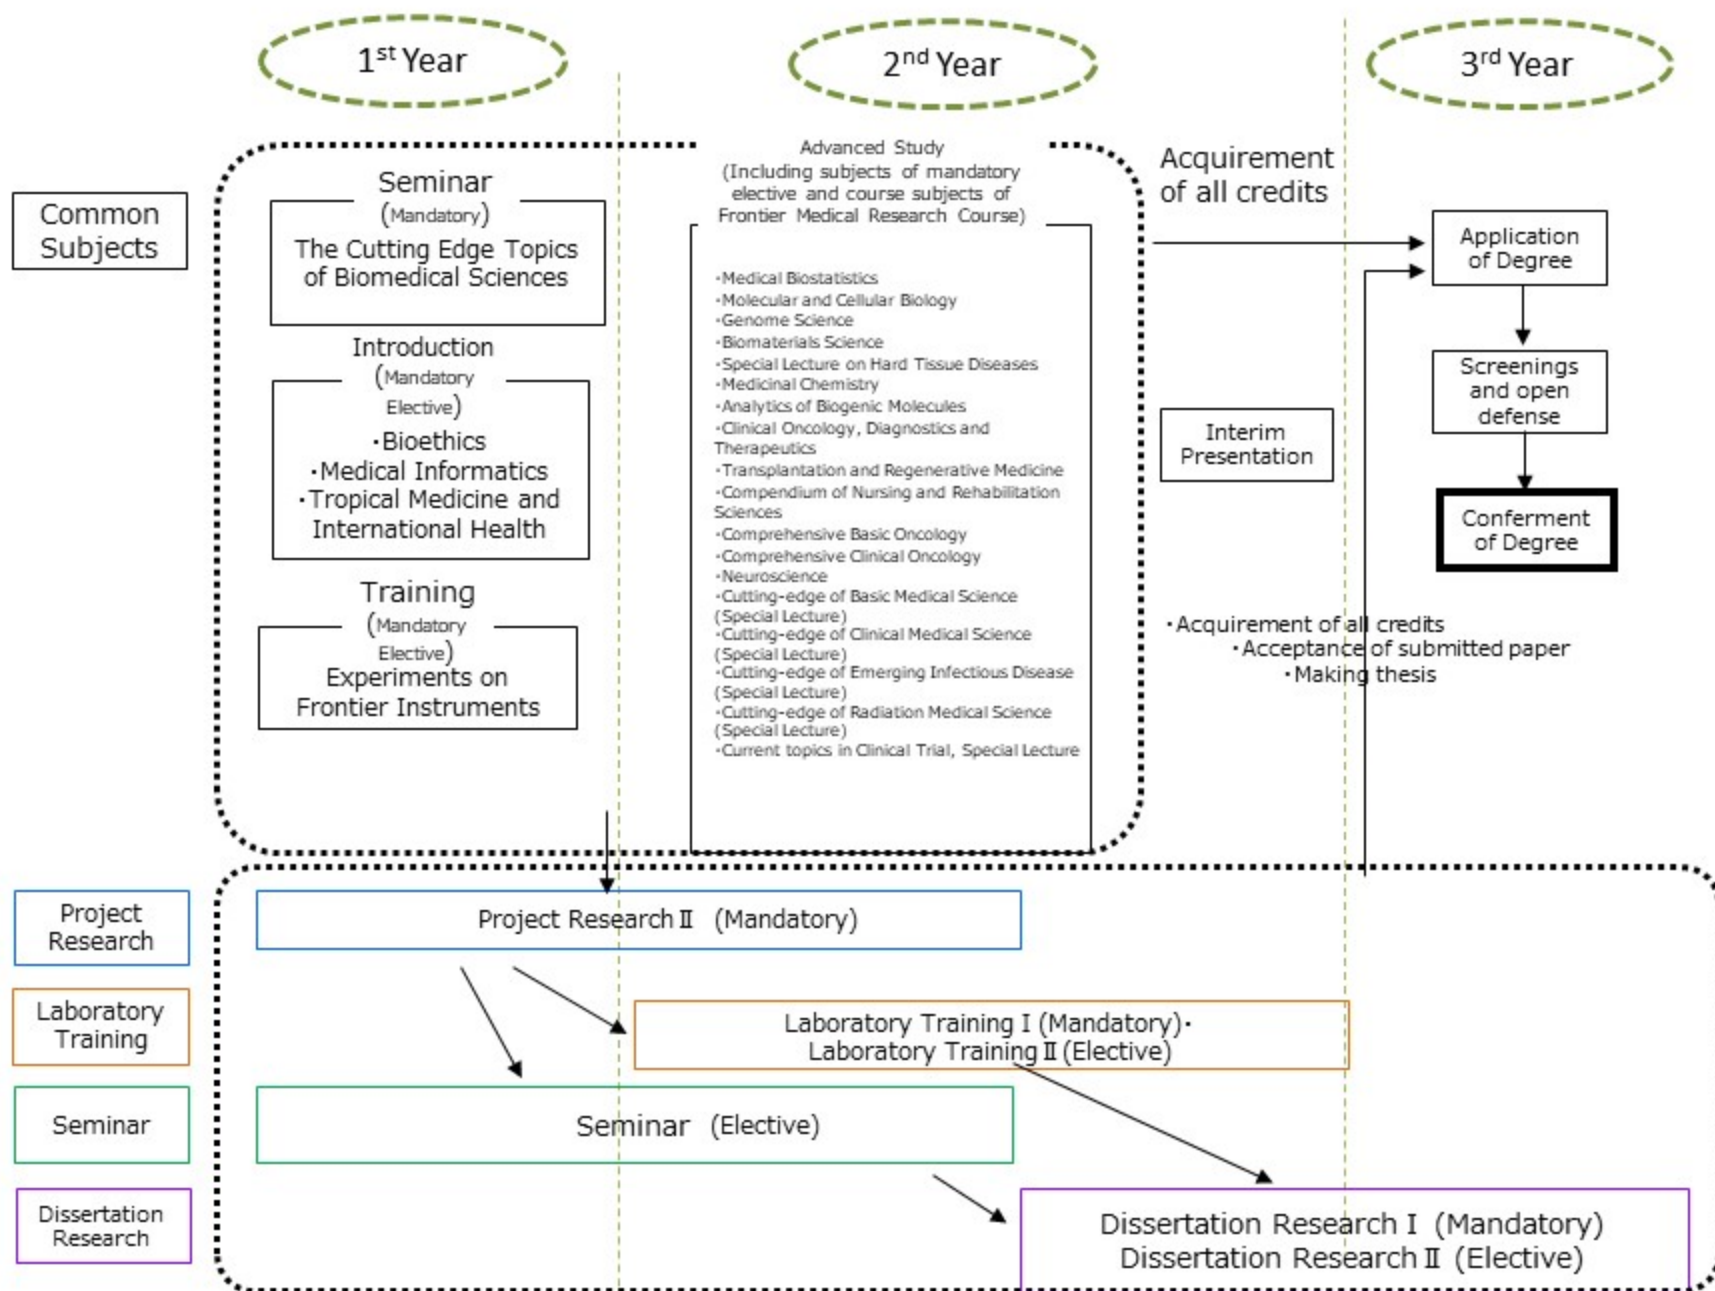 1st Year
2nd Year
3rd Year
Common
Subjects
Seminar
(Mandatory)
The Cutting Edge Topics
of Biomedical Sciences
Introduction
(Mandatory
Elective)
・Bioethics
・Medical Informatics
・Tropical Medicine and
International Health
Training
(Mandatory
Elective)
Experiments on
Frontier Instruments
Advanced Study
(Including subjects of mandatory
elective and course subjects of
Frontier Medical Research Course)
・Medical Biostatistics
・Molecular and Cellular Biology
・Genome Science
・Biomaterials Science
・Special Lecture on Hard Tissue Diseases
・Medicinal Chemistry
・Analytics of Biogenic Molecules
・Clinical Oncology, Diagnostics and
Therapeutics
・Transplantation and Regenerative Medicine
・Compendium of Nursing and Rehabilitation
Sciences
・Comprehensive Basic Oncology
・Comprehensive Clinical Oncology
・Neuroscience
・Cutting-edge of Basic Medical Science
(Special Lecture)
・Cutting-edge of Clinical Medical Science
(Special Lecture)
・Cutting-edge of Emerging Infectious Disease
(Special Lecture)
・Cutting-edge of Radiation Medical Science
(Special Lecture)
・Current topics in Clinical Trial, Special Lecture
Acquirement
of all credits
Interim
Presentation
Application
of Degree
Screenings
and open
defense
Conferment
of Degree
・Acquirement of all credits
・Acceptance of submitted paper
・Making thesis
Project
Research
Project Research Ⅱ (Mandatory)
Laboratory
Training
Laboratory Training Ⅰ (Mandatory)・
Laboratory Training Ⅱ (Elective)
Seminar
Seminar (Elective)
Dissertation
Research
Dissertation Research Ⅰ (Mandatory)
Dissertation Research Ⅱ (Elective)